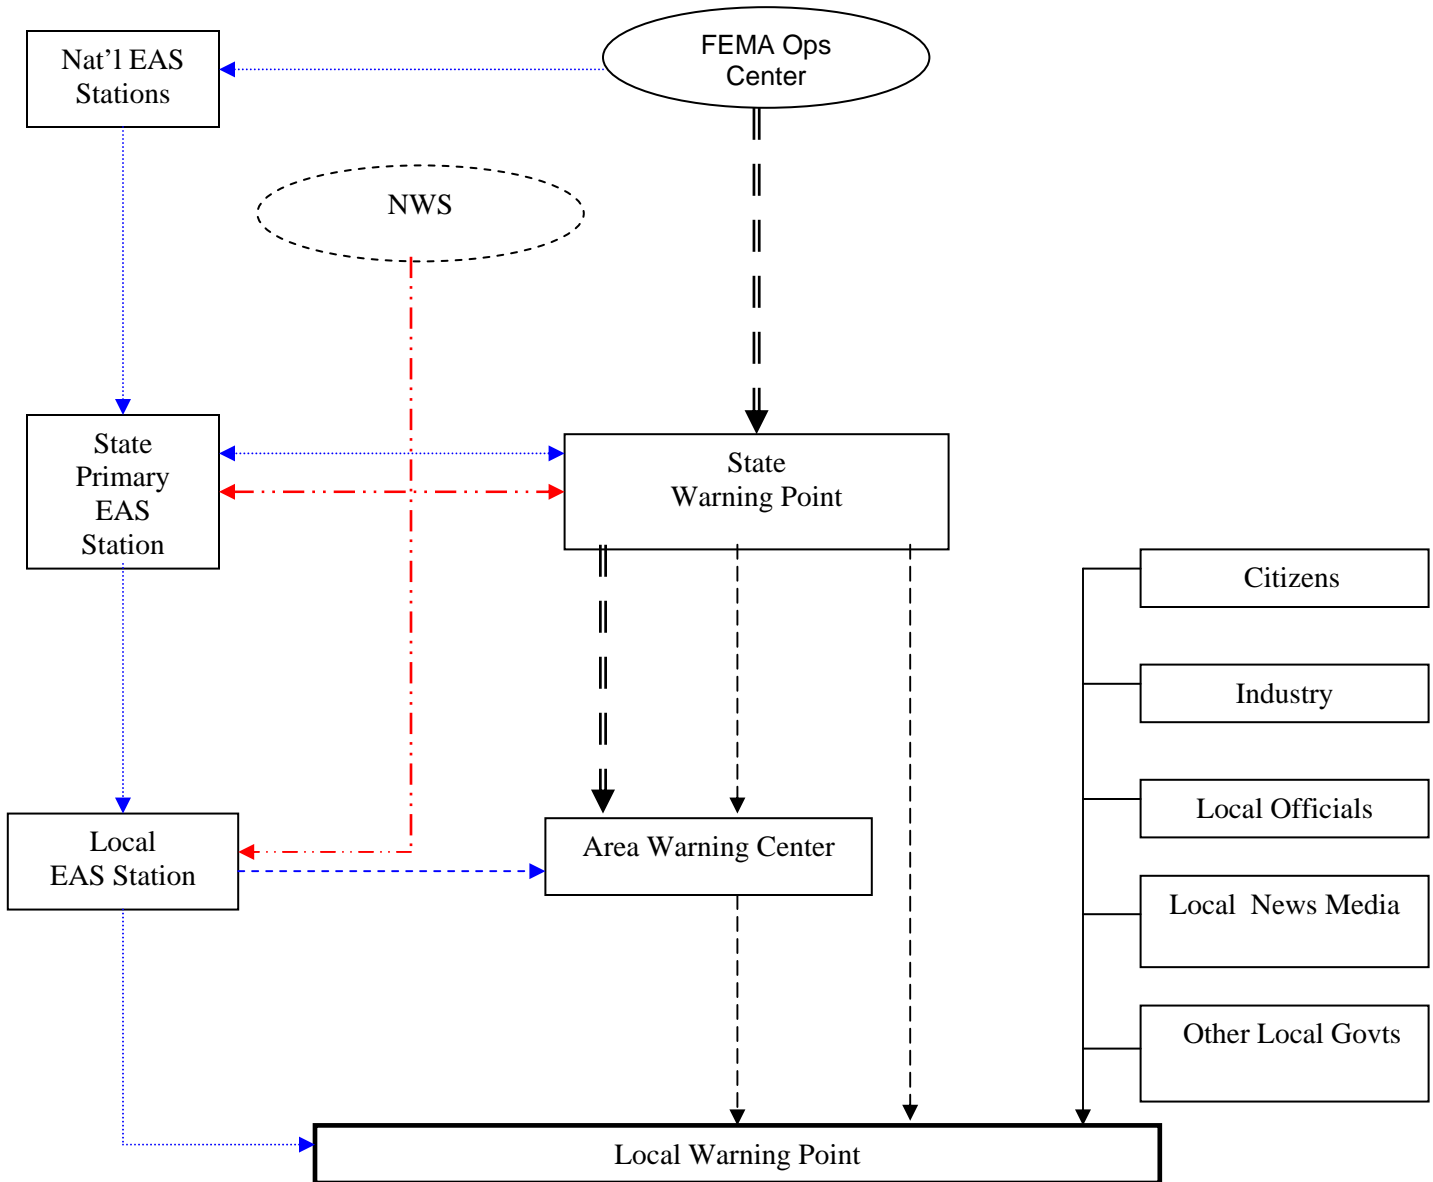 Nat’l EAS
Stations
FEMA Ops
Center
NWS
State
Primary
EAS
Station
State
Warning Point
Citizens
Industry
Local Officials
Local
EAS Station
Area Warning Center
Local  News Media
Other Local Govts
Local Warning Point